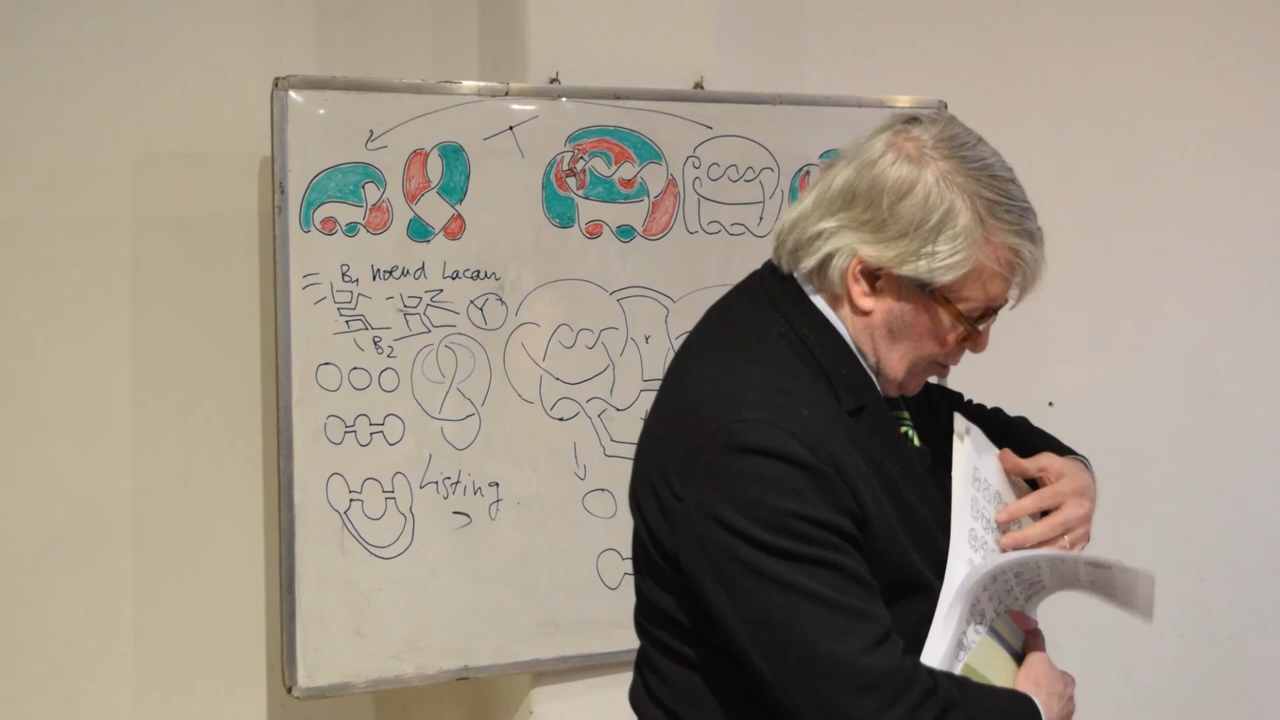 = B₁ noeud Lacan
B₂
r
Listing